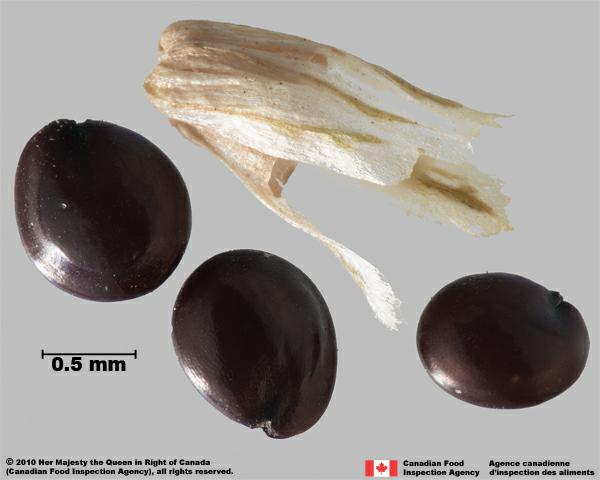 0.5 mm
© 2010 Her Majesty the Queen in Right of Canada
(Canadian Food Inspection Agency), all rights reserved.
Canadian Food
Inspection Agency
Agence canadienne
d'inspection des aliments